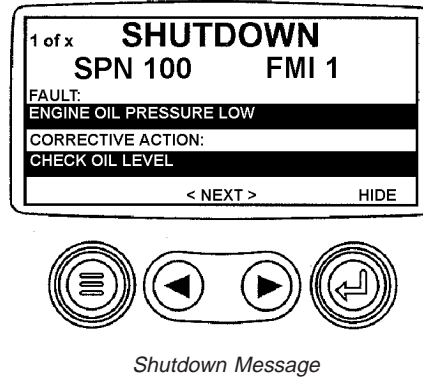 1 of x SHUTDOWN
SPN 100 FMI 1
FAULT:
ENGINE OIL PRESSURE LOW
CORRECTIVE ACTION:
CHECK OIL LEVEL
< NEXT > HIDE
Shutdown Message